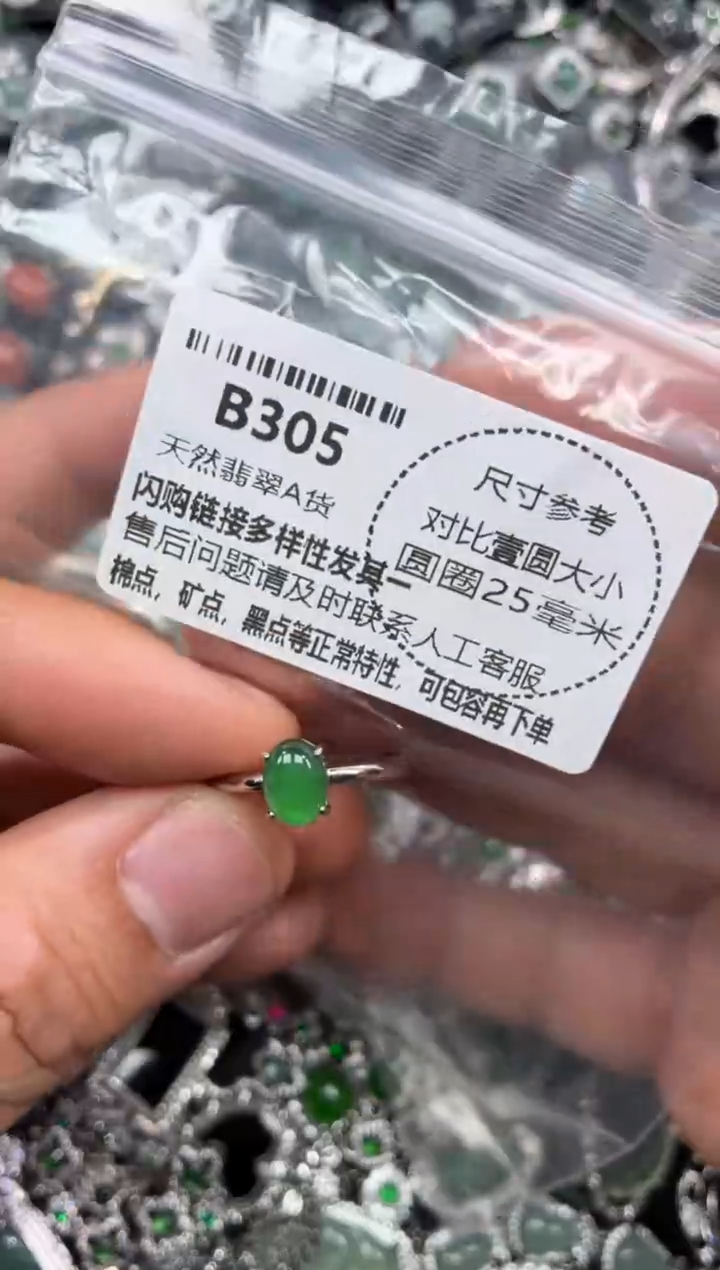 B305
天然翡翠A货
闪购链接多样性发其一
售后问题请及时联系人工客服
棉点，矿点，黑点等正常特性，可包容再下单
尺寸参考
对比壹圆大小
圆圈25毫米